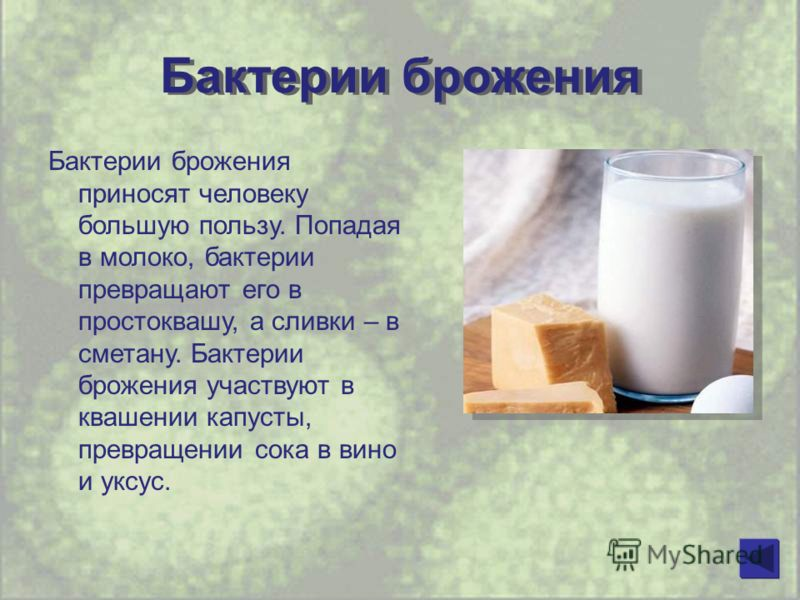 Бактерии брожения
Бактерии брожения
приносят человеку
большую пользу. Попадая
в молоко, бактерии
превращают его в
простоквашу, а сливки – в
сметану. Бактерии
брожения участвуют в
квашении капусты,
превращении сока в вино
и уксус.
MyShared